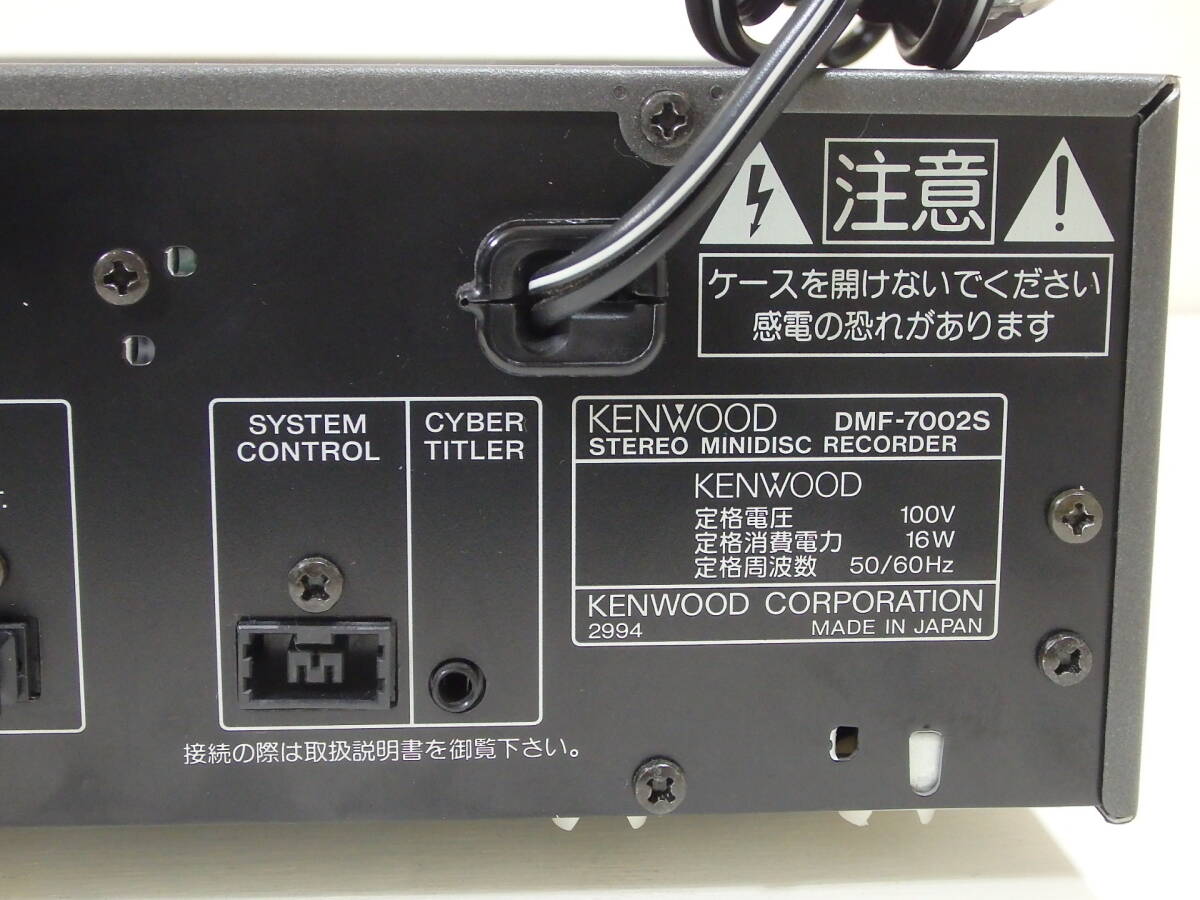 注意
ケースを開けないでください
感電の恐れがあります
SYSTEM CONTROL
CYBER TITLER
KENWOOD DMF-7002S
STEREO MINIDISC RECORDER
KENWOOD
定格電圧 100V
定格消費電力 16W
定格周波数 50/60Hz
KENWOOD CORPORATION
2994 MADE IN JAPAN
接続の際は取扱説明書を御覧下さい。